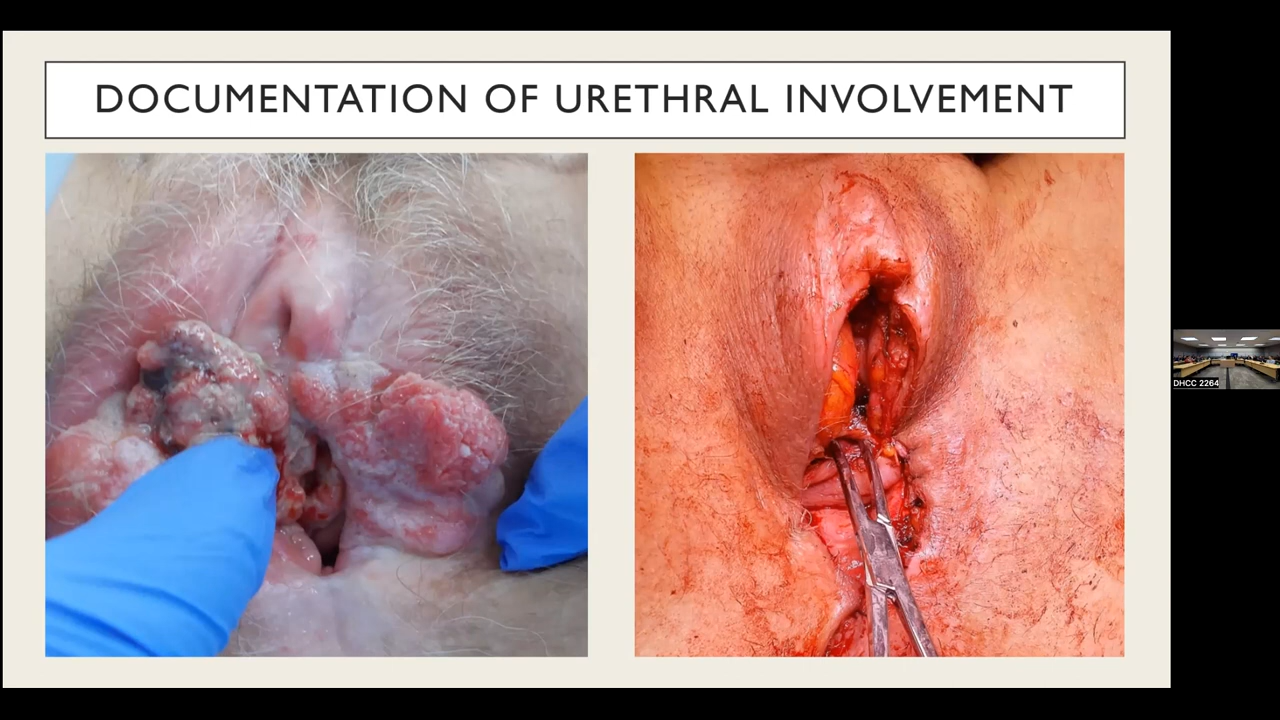 DOCUMENTATION OF URETHRAL INVOLVEMENT
DHCC 2264